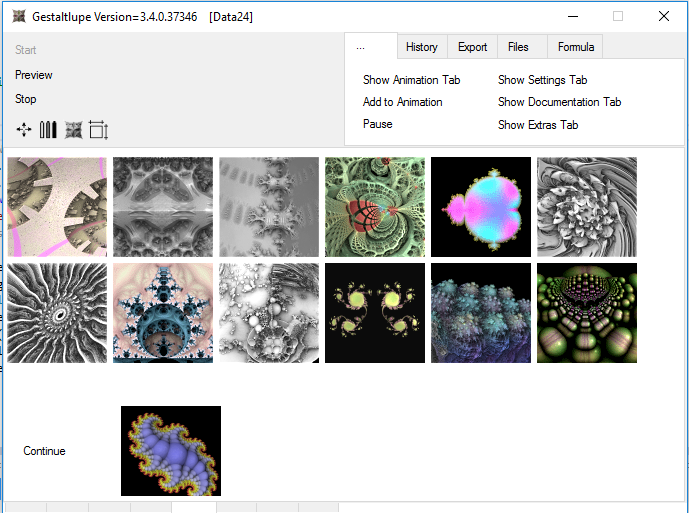 Gestaltlupe Version=3.4.0.37346 [Data24]
Start
Preview
Stop
... History Export Files Formula
Show Animation Tab Show Settings Tab
Add to Animation Show Documentation Tab
Pause Show Extras Tab
Continue